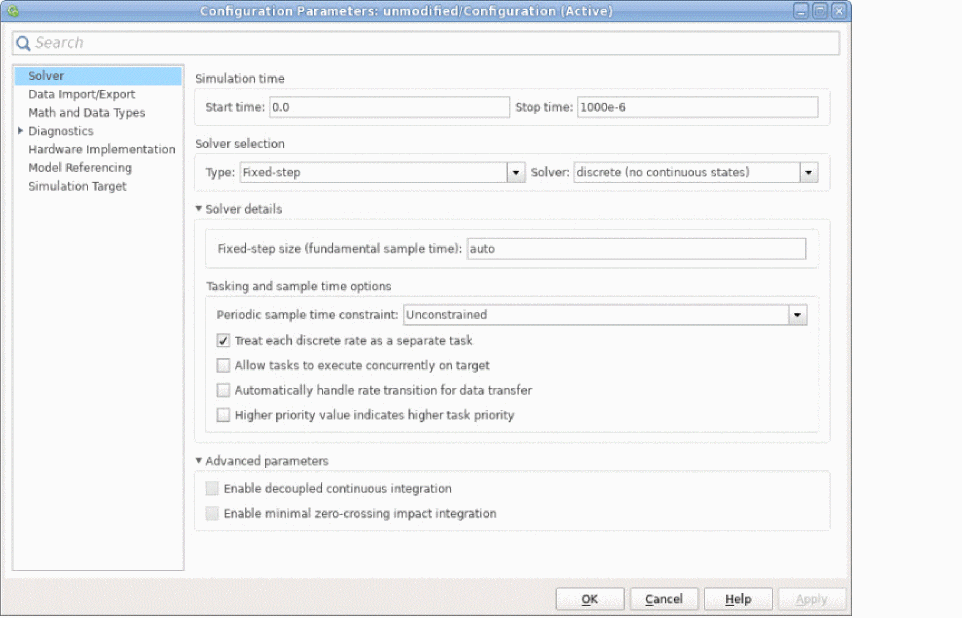 Configuration Parameters: unmodified/Configuration (Active)
Search
Solver
Data Import/Export
Math and Data Types
Diagnostics
Hardware Implementation
Model Referencing
Simulation Target
Simulation time
Start time: 0.0 Stop time: 1000e-6
Solver selection
Type: Fixed-step Solver: discrete (no continuous states)
Solver details
Fixed-step size (fundamental sample time): auto
Tasking and sample time options
Periodic sample time constraint: Unconstrained
Treat each discrete rate as a separate task
Allow tasks to execute concurrently on target
Automatically handle rate transition for data transfer
Higher priority value indicates higher task priority
Advanced parameters
Enable decoupled continuous integration
Enable minimal zero-crossing impact integration
OK Cancel Help Apply